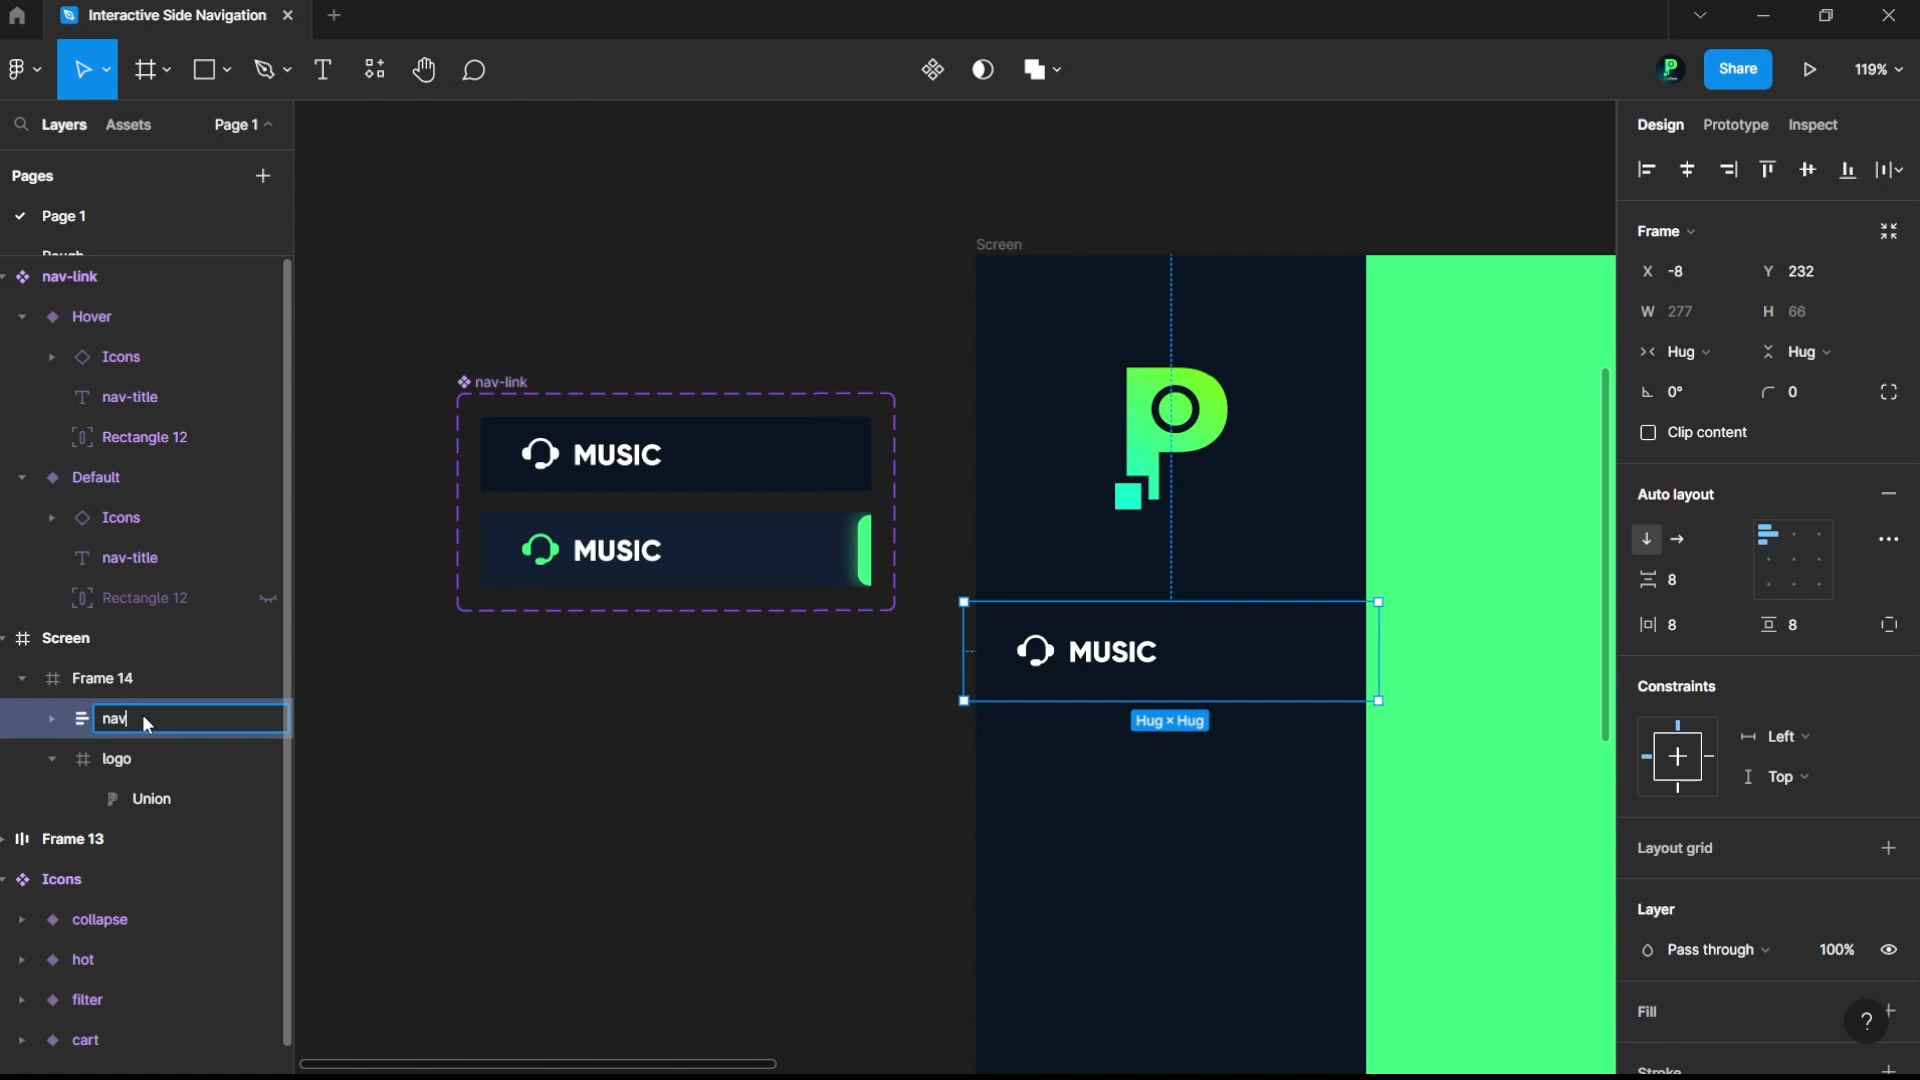 Interactive Side Navigation
Share
119%
Layers Assets Page 1
Pages
Page 1
Rough
nav-link
Hover
Icons
nav-title
Rectangle 12
Default
Icons
nav-title
Rectangle 12
Screen
Frame 14
nav
logo
Union
Frame 13
Icons
collapse
hot
filter
cart
nav-link
MUSIC
MUSIC
Screen
MUSIC
Hug × Hug
Design Prototype Inspect
Frame
X -8 Y 232
W 277 H 66
Hug Hug
0° 0
Clip content
Auto layout
8
8 8
Constraints
Left
Top
Layout grid
Layer
Pass through 100%
Fill
?
Stroke